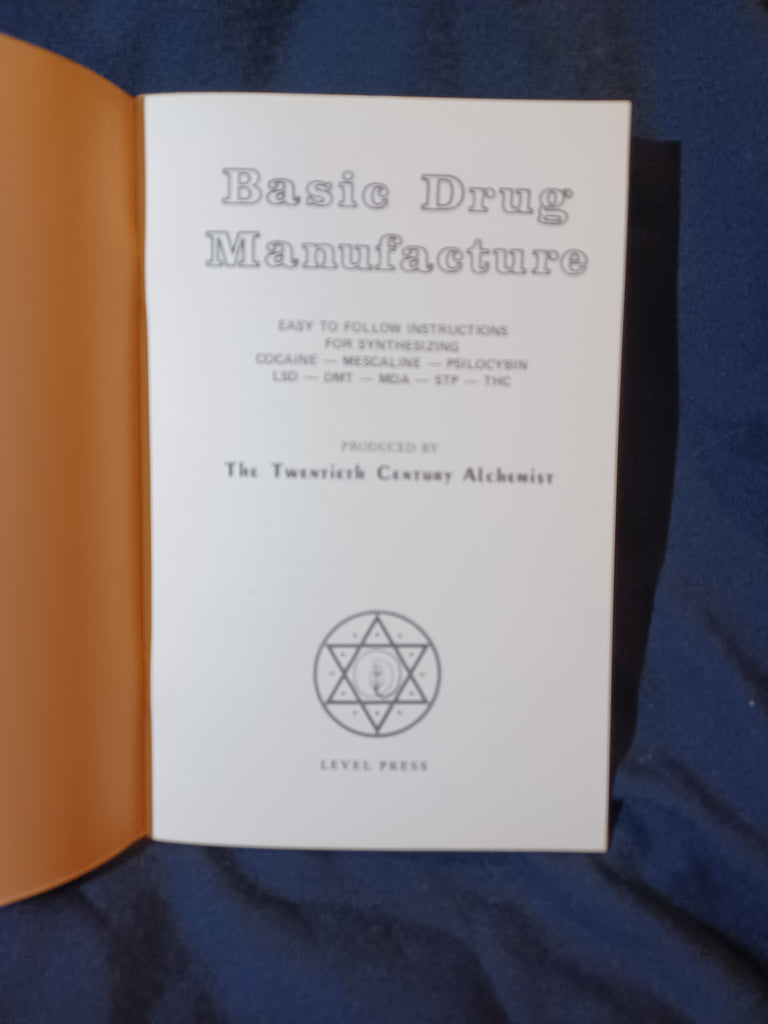 Basic Drug
Manufacture
EASY TO FOLLOW INSTRUCTIONS
FOR SYNTHESIZING
COCAINE — MESCALINE — PSILOCYBIN
LSD — DMT — MDA — STP — THC
PRODUCED BY
The Twentieth Century Alchemist
LEVEL PRESS